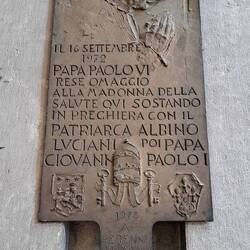 IL 16 SETTEMBRE
1972
PAPA PAOLO VI
RESE OMAGGIO
ALLA MADONNA DELLA
SALUTE QUI SOSTANDO
IN PREGHIERA CON IL
PATRIARCA ALBINO
LUCIANI POI PAPA
GIOVANNI PAOLO I
1978
A